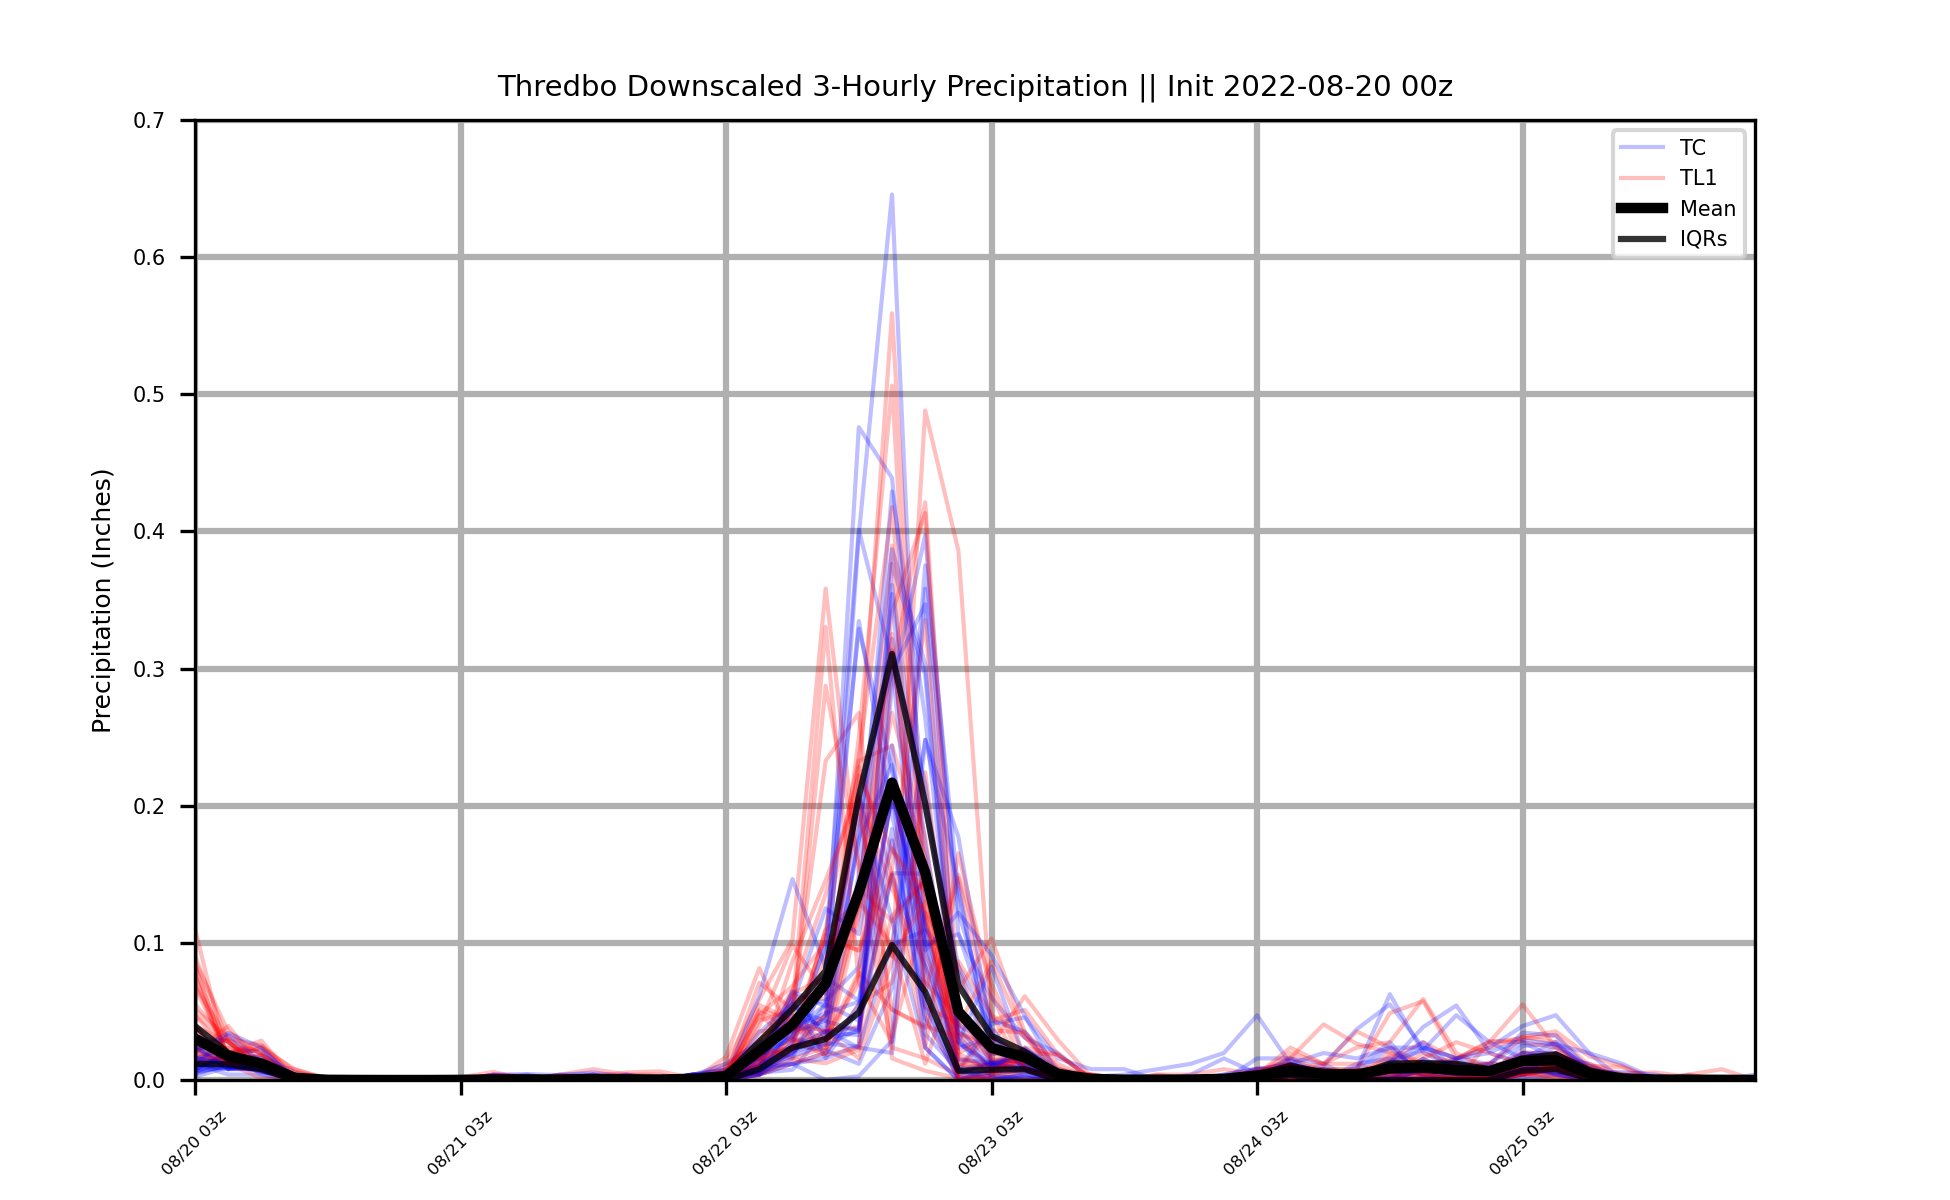 Thredbo Downscaled 3-Hourly Precipitation || Init 2022-08-20 00z
TC
TL1
Mean
IQRs
Precipitation (Inches)
0.7
0.6
0.5
0.4
0.3
0.2
0.1
0.0
08/20 03z
08/21 03z
08/22 03z
08/23 03z
08/24 03z
08/25 03z